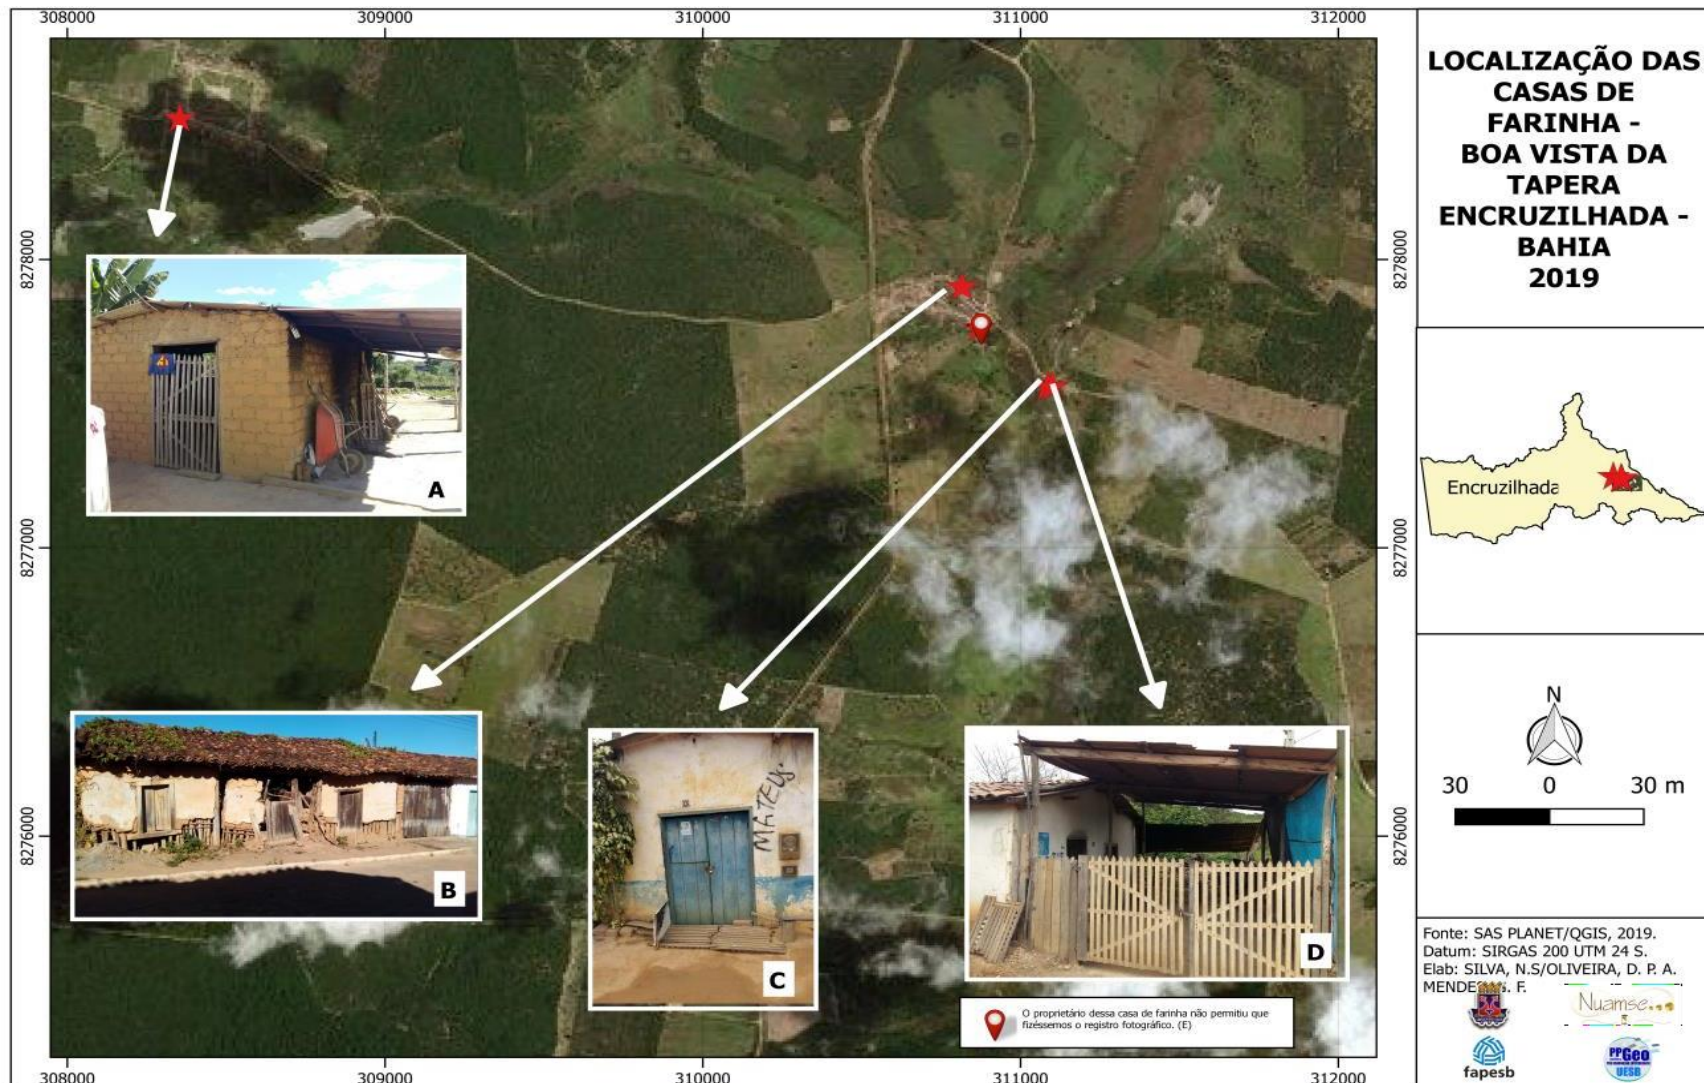 308000 309000 310000 311000 312000
LOCALIZAÇÃO DAS
CASAS DE
FARINHA -
BOA VISTA DA
TAPERA
ENCRUZILHADA -
BAHIA
2019
8278000
8277000
8276000
8278000
8277000
8276000
A
B
MATEUS
C
D
O proprietário dessa casa de farinha não permitiu que
fizéssemos o registro fotográfico. (E)
308000 309000 310000 311000 312000
Encruzilhada
N
30 0 30 m
Fonte: SAS PLANET/QGIS, 2019.
Datum: SIRGAS 200 UTM 24 S.
Elab: SILVA, N.S/OLIVEIRA, D. P. A.
F.
Nuamse
fapesb
PPGeo
UESB